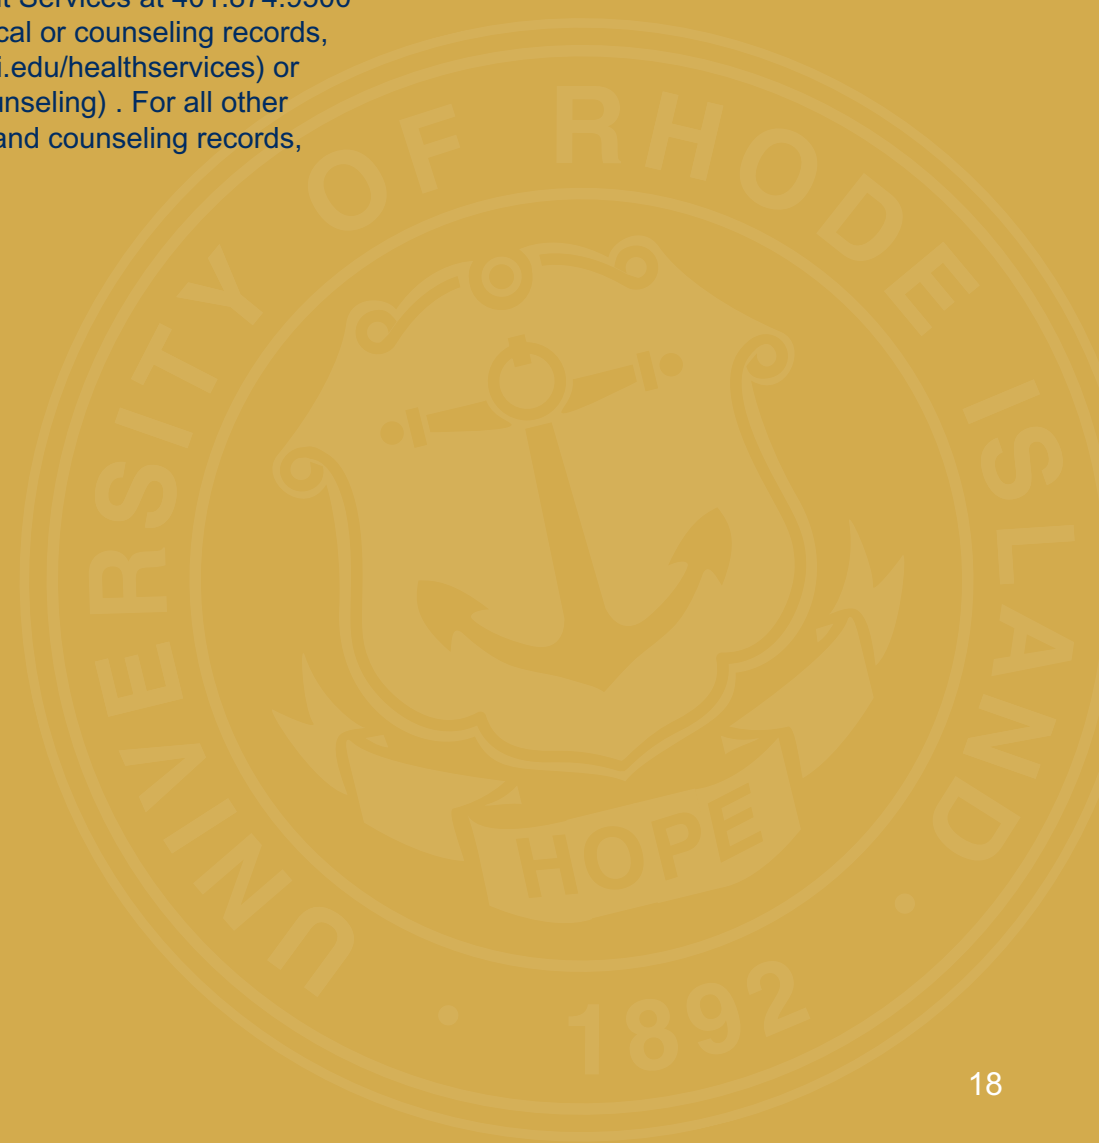 t Services at 401.874.9500
cal or counseling records,
i.edu/healthservices) or
unseling) . For all other
and counseling records,
UNIVERSITY OF RHODE ISLAND
HOPE
• 1892 •
18